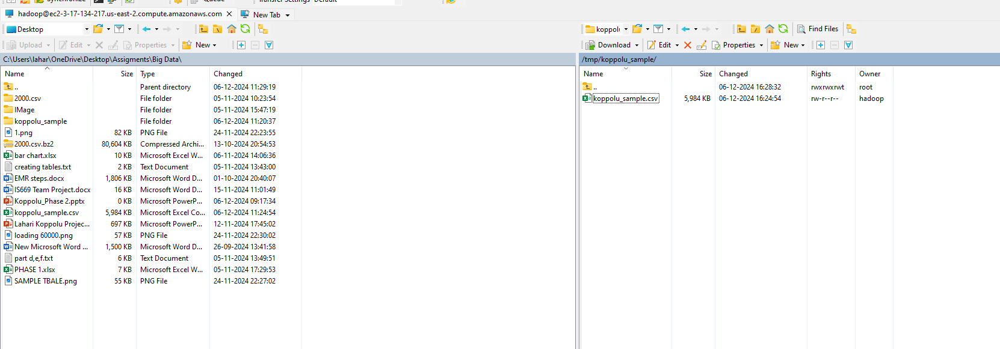 Synchronize Queue Transfer Settings Default
hadoop@ec2-3-17-134-217.us-east-2.compute.amazonaws.com New Tab
Desktop
Upload Edit Properties New
C:\Users\lahar\OneDrive\Desktop\Assigments\Big Data\
Name Size Type Changed
.. Parent directory 06-12-2024 11:29:19
2000.csv File folder 05-11-2024 10:23:54
IMage File folder 05-11-2024 15:47:19
koppolu_sample File folder 06-12-2024 11:20:37
1.png 82 KB PNG File 24-11-2024 22:23:55
2000.csv.bz2 80,604 KB Compressed Archi... 13-10-2024 20:54:53
bar chart.xlsx 10 KB Microsoft Excel W... 06-11-2024 14:06:36
creating tables.txt 2 KB Text Document 05-11-2024 13:43:00
EMR steps.docx 1,806 KB Microsoft Word D... 01-10-2024 20:40:07
IS669 Team Project.docx 16 KB Microsoft Word D... 15-11-2024 11:01:49
Koppolu_Phase 2.pptx 0 KB Microsoft PowerP... 06-12-2024 09:17:34
koppolu_sample.csv 5,984 KB Microsoft Excel Co... 06-12-2024 11:24:54
Lahari Koppolu Projec... 697 KB Microsoft PowerP... 12-11-2024 17:45:02
loading 60000.png 57 KB PNG File 24-11-2024 22:30:02
New Microsoft Word ... 1,500 KB Microsoft Word D... 26-09-2024 13:41:58
part d,e,f.txt 6 KB Text Document 05-11-2024 13:49:51
PHASE 1.xlsx 7 KB Microsoft Excel W... 05-11-2024 17:29:53
SAMPLE TBALE.png 55 KB PNG File 24-11-2024 22:27:02
koppolu Find Files
Download Edit Properties New
/tmp/koppolu_sample/
Name Size Changed Rights Owner
.. 06-12-2024 16:28:32 rwxrwxrwt root
koppolu_sample.csv 5,984 KB 06-12-2024 16:24:54 rw-r--r-- hadoop